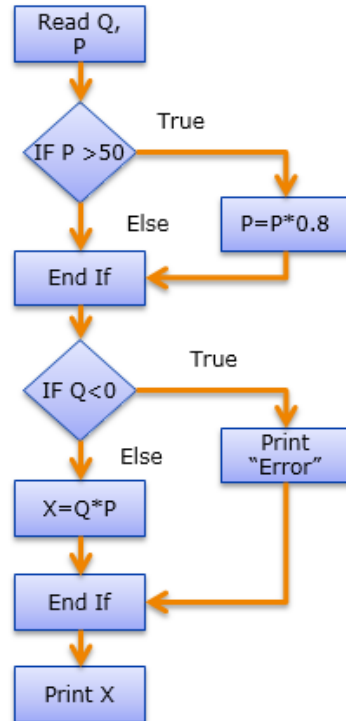 Read Q,
P
True
IF P >50
Else
P=P*0.8
End If
True
IF Q<0
Print
“Error”
Else
X=Q*P
End If
Print X